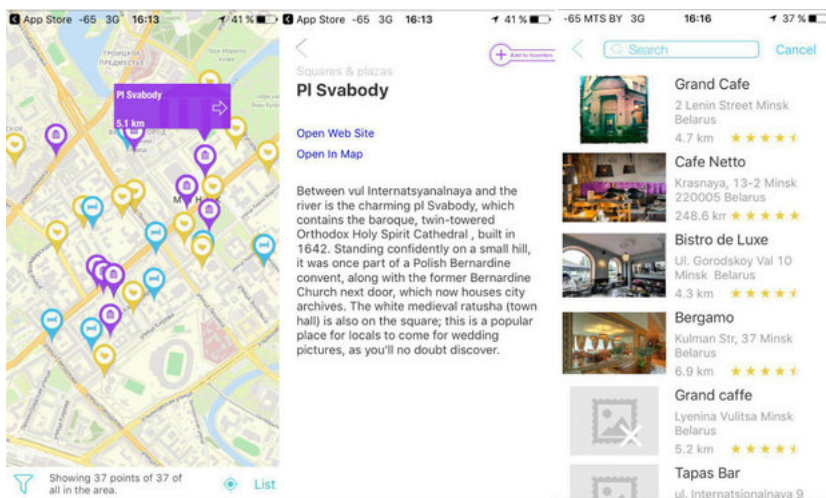 App Store -65 3G 16:13 41 %
ТРОИЦКОЕ
ПРЕДМЕСТЬЕ
Pl Svabody
5.1 km
Showing 37 points of 37 of
all in the area.
List
App Store -65 3G 16:13 41 %
Add to favorites
Squares & plazas
Pl Svabody
Open Web Site
Open In Map
Between vul Internatsyanalnaya and the
river is the charming pl Svabody, which
contains the baroque, twin-towered
Orthodox Holy Spirit Cathedral , built in
1642. Standing confidently on a small hill,
it was once part of a Polish Bernardine
convent, along with the former Bernardine
Church next door, which now houses city
archives. The white medieval ratusha (town
hall) is also on the square; this is a popular
place for locals to come for wedding
pictures, as you'll no doubt discover.
-65 MTS BY 3G 16:16 37 %
Search Cancel
Grand Cafe
2 Lenin Street Minsk
Belarus
4.7 km
Cafe Netto
Krasnaya, 13-2 Minsk
220005 Belarus
248.6 km
Bistro de Luxe
Ul. Gorodskoy Val 10
Minsk Belarus
4.3 km
Bergamo
Kulman Str, 37 Minsk
Belarus
6.9 km
Grand caffe
Lyenina Vulitsa Minsk
Belarus
5.2 km
Tapas Bar
ul. Internatsionalnaya 9